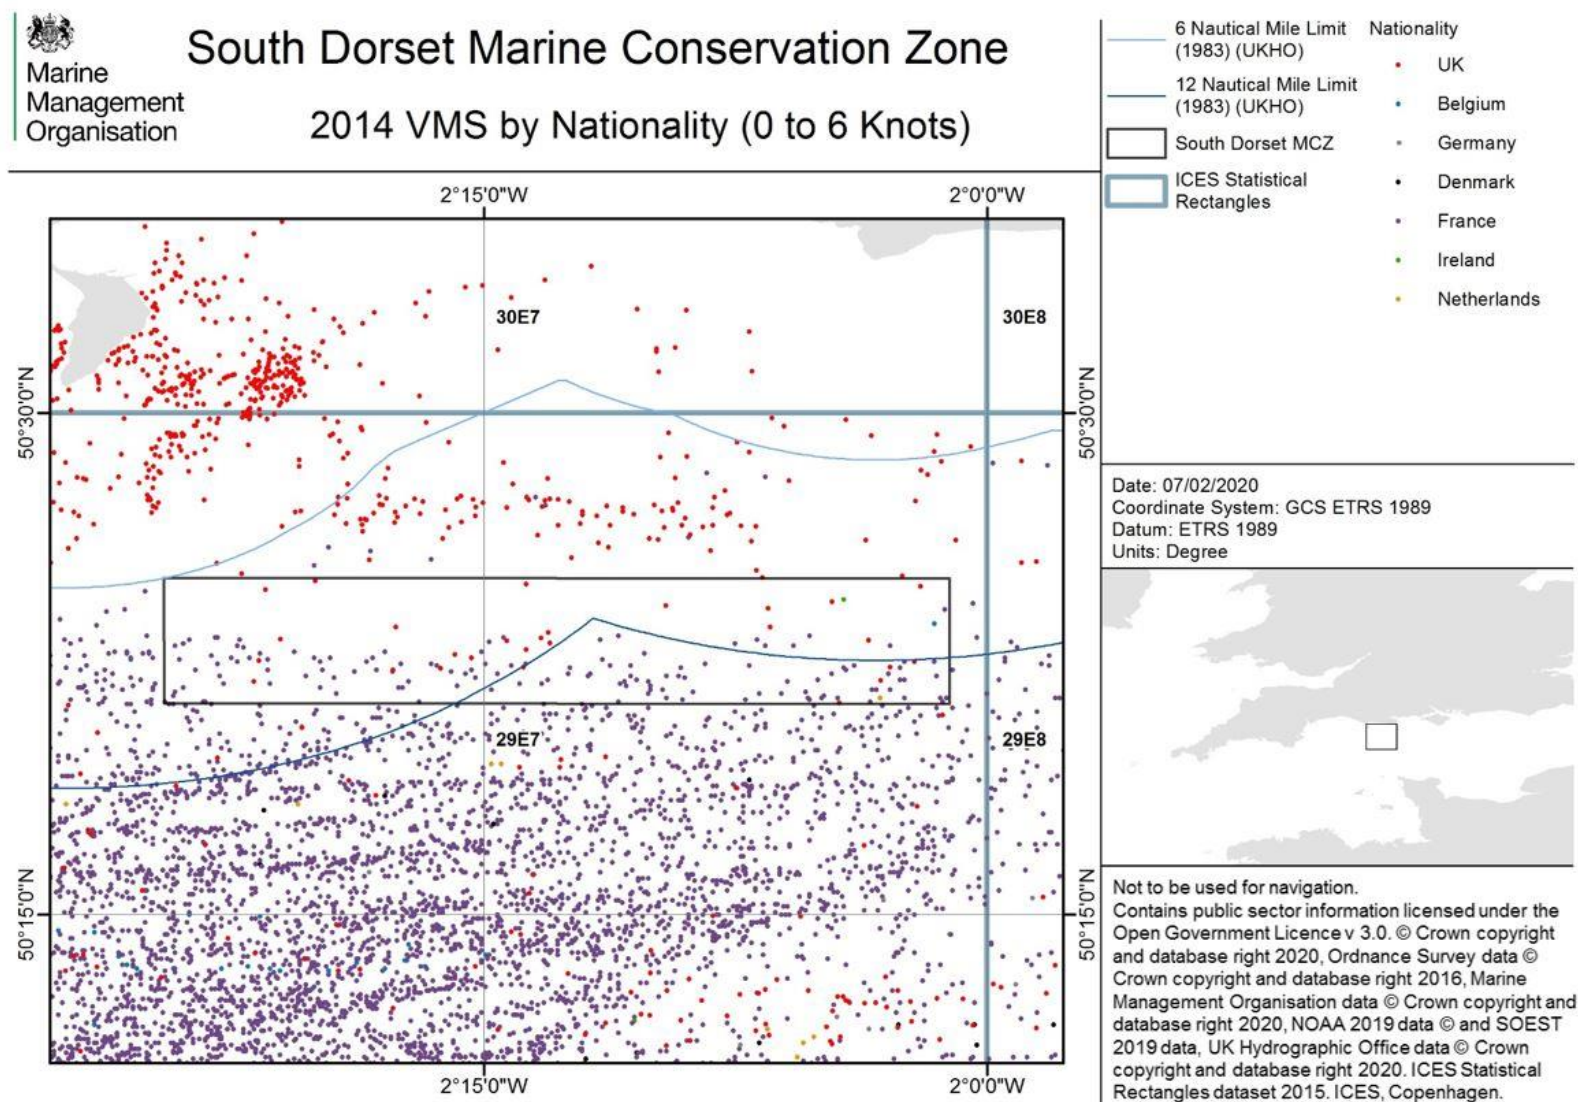 Marine
Management
Organisation
South Dorset Marine Conservation Zone
2014 VMS by Nationality (0 to 6 Knots)
6 Nautical Mile Limit
(1983) (UKHO)
12 Nautical Mile Limit
(1983) (UKHO)
South Dorset MCZ
ICES Statistical
Rectangles
Nationality
UK
Belgium
Germany
Denmark
France
Ireland
Netherlands
2°15'0"W
2°0'0"W
30E7
30E8
50°30'0"N
50°30'0"N
29E7
29E8
50°15'0"N
50°15'0"N
2°15'0"W
2°0'0"W
Date: 07/02/2020
Coordinate System: GCS ETRS 1989
Datum: ETRS 1989
Units: Degree
Not to be used for navigation.
Contains public sector information licensed under the
Open Government Licence v 3.0. © Crown copyright
and database right 2020, Ordnance Survey data ©
Crown copyright and database right 2016, Marine
Management Organisation data © Crown copyright and
database right 2020, NOAA 2019 data © and SOEST
2019 data, UK Hydrographic Office data © Crown
copyright and database right 2020. ICES Statistical
Rectangles dataset 2015. ICES, Copenhagen.